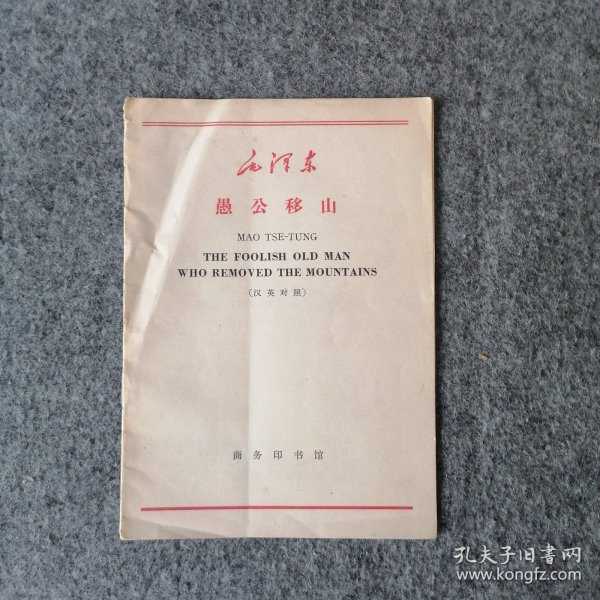 毛泽东
愚公移山
MAO TSE-TUNG
THE FOOLISH OLD MAN
WHO REMOVED THE MOUNTAINS
(汉英对照)
商务印书馆
孔夫子旧書网
www.kongfz.com